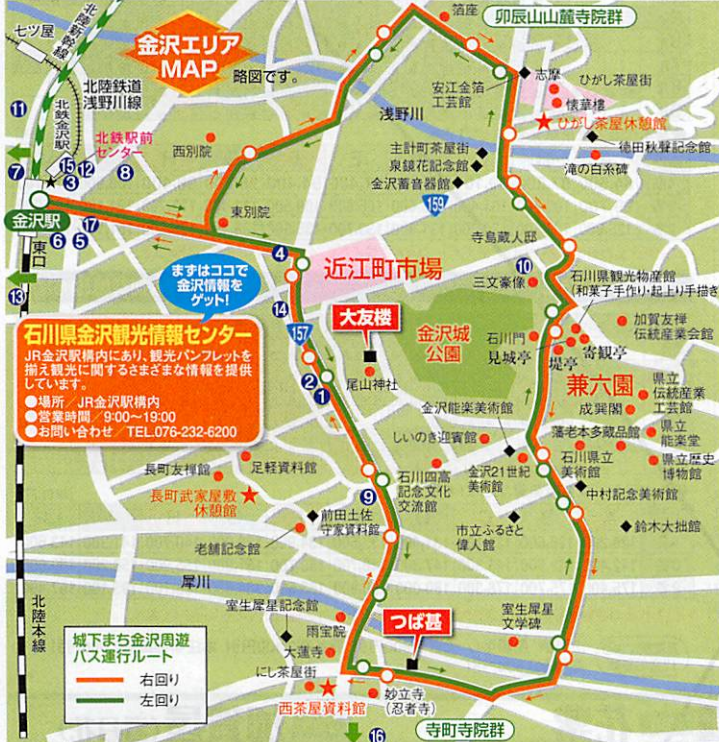 金沢エリア
MAP
略図です。
卯辰山山麓寺院群
箔座
七ツ屋
北陸新幹線
北陸鉄道
浅野川線
北鉄金沢駅
北鉄駅前
センター
11
7
15
12
3
8
金沢駅
東口
6
5
17
13
西別院
東別院
浅野川
安江金箔
工芸館
志摩
ひがし茶屋街
懐華樓
ひがし茶屋休憩館
徳田秋聲記念館
滝の白糸碑
主計町茶屋街
泉鏡花記念館
金沢蓄音器館
159
寺島蔵人邸
4
近江町市場
まずはココで
金沢情報を
ゲット!
14
157
石川県金沢観光情報センター
JR金沢駅構内にあり、観光パンフレットを
揃え観光に関するさまざまな情報を提供
しています。
●場所/JR金沢駅構内
●営業時間/9:00〜19:00
●お問い合わせ/TEL.076-232-6200
大友楼
尾山神社
2
1
金沢城
公園
10
三文豪像
石川県観光物産館
(和菓子手作り・起上り手描き)
石川門
見城亭
堤亭
寄観亭
加賀友禅
伝統産業会館
兼六園
成巽閣
県立
伝統産業
工芸館
金沢能楽美術館
しいのき迎賓館
藩老本多蔵品館
県立
能楽堂
石川県立
美術館
県立歴史
博物館
金沢21世紀
美術館
中村記念美術館
石川四高
記念文化
交流館
市立ふるさと
偉人館
鈴木大拙館
長町友禅館
足軽資料館
長町武家屋敷
休憩館
9
前田土佐
守家資料館
老舗記念館
犀川
北陸本線
室生犀星記念館
雨宝院
大蓮寺
にし茶屋街
西茶屋資料館
つば甚
室生犀星
文学碑
妙立寺
(忍者寺)
寺町寺院群
16
城下まち金沢周遊
バス運行ルート
右回り
左回り